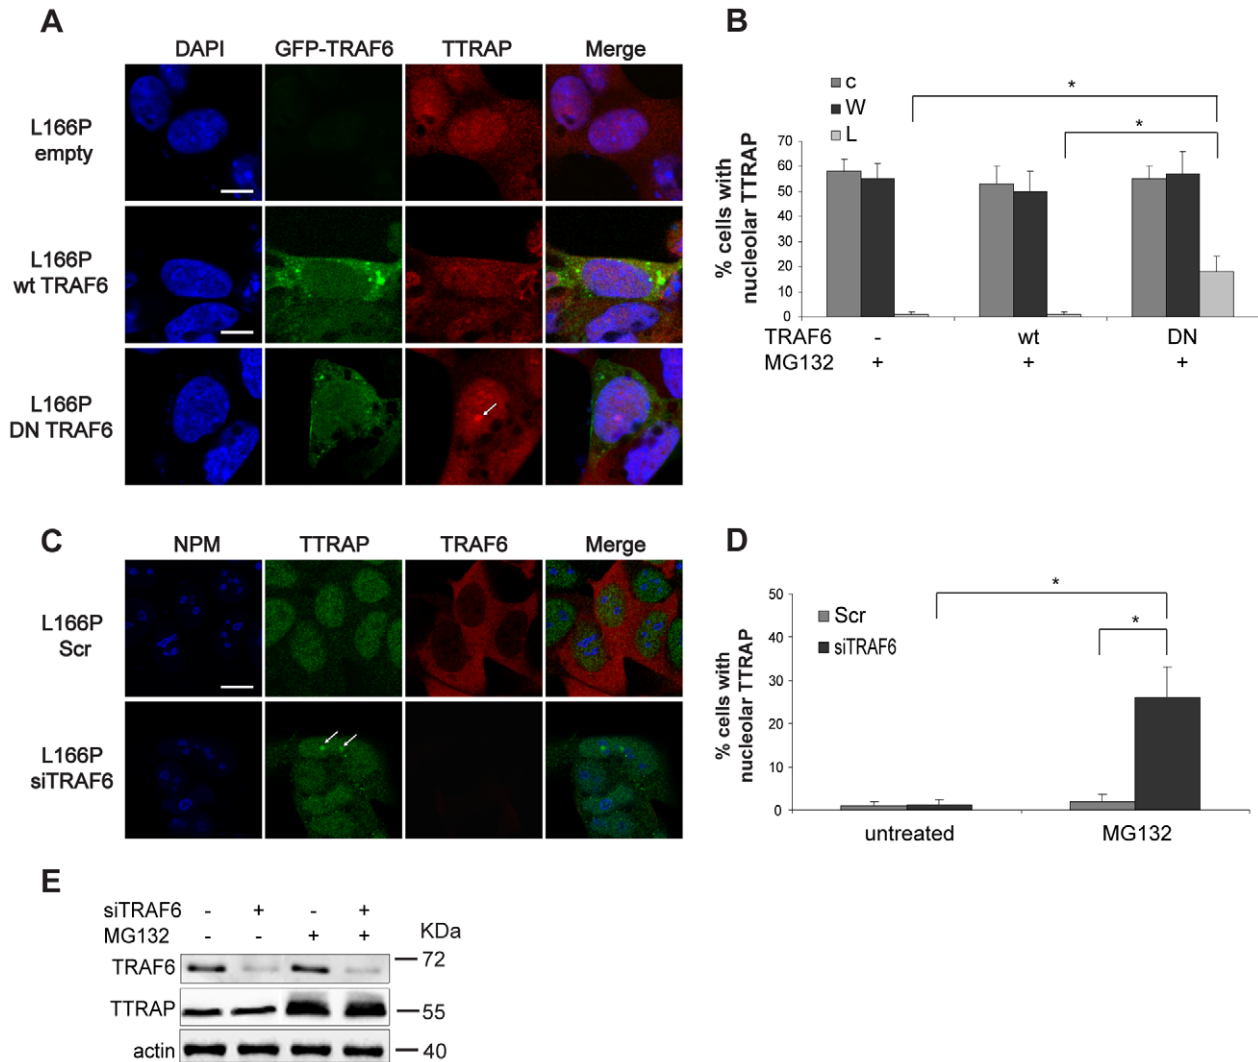 A
DAPI GFP-TRAF6 TTRAP Merge
L166P
empty
L166P
wt TRAF6
L166P
DN TRAF6
B
c
W
L
*
*
% cells with
nucleolar TTRAP
70
60
50
40
30
20
10
0
TRAF6 - wt DN
MG132 + + +
C
NPM TTRAP TRAF6 Merge
L166P
Scr
L166P
siTRAF6
D
Scr
siTRAF6
*
*
% cells with
nucleolar TTRAP
50
40
30
20
10
0
untreated MG132
E
siTRAF6 - + - +
MG132 - - + + KDa
TRAF6 72
TTRAP 55
actin 40